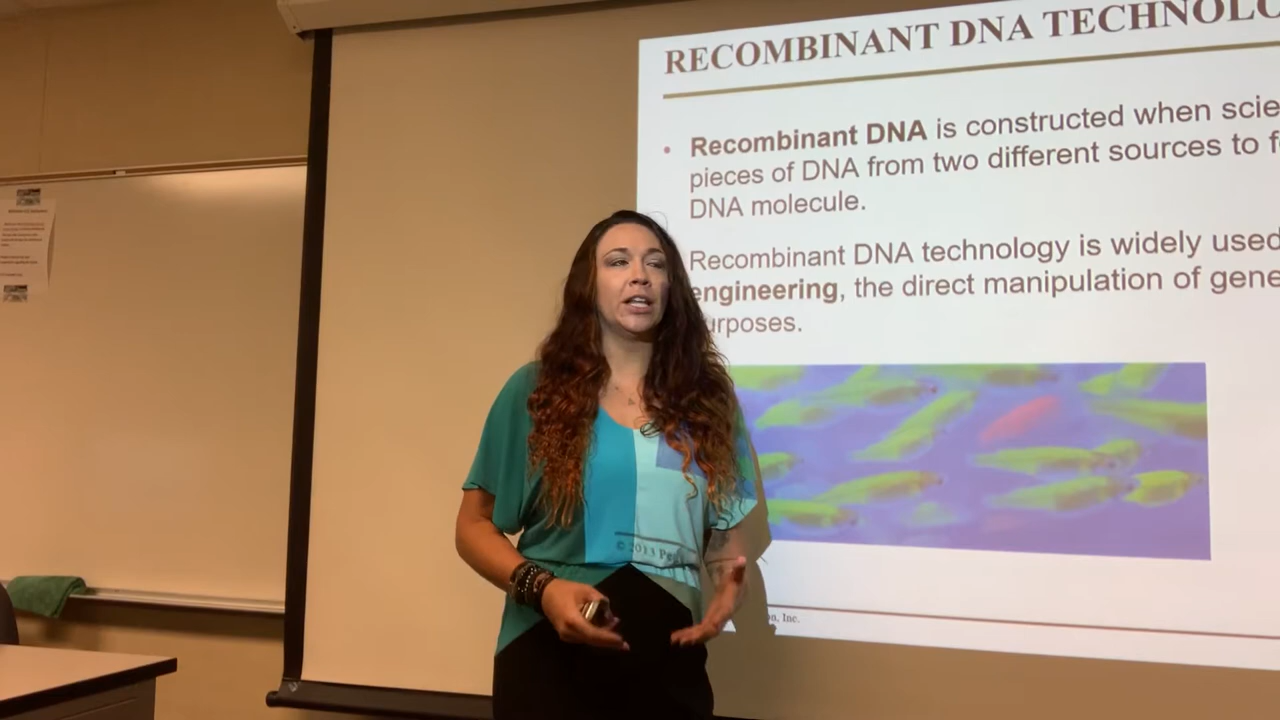 RECOMBINANT DNA TECHNOLO
• Recombinant DNA is constructed when scie
pieces of DNA from two different sources to f
DNA molecule.
Recombinant DNA technology is widely used
engineering, the direct manipulation of gene
urposes.
© 2013 Pe
on, Inc.